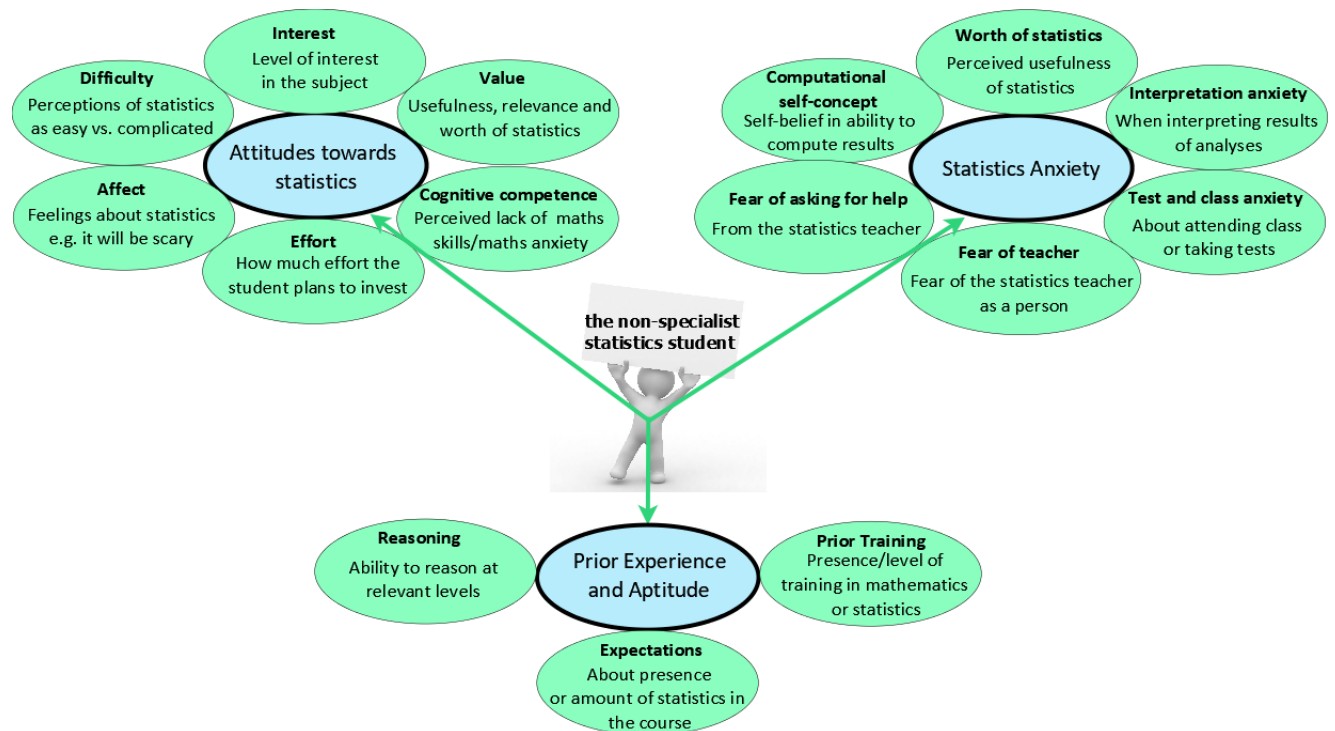 Interest
Level of interest
in the subject
Difficulty
Perceptions of statistics
as easy vs. complicated
Value
Usefulness, relevance and
worth of statistics
Attitudes towards
statistics
Affect
Feelings about statistics
e.g. it will be scary
Cognitive competence
Perceived lack of maths
skills/maths anxiety
Effort
How much effort the
student plans to invest
Worth of statistics
Perceived usefulness
of statistics
Computational
self-concept
Self-belief in ability to
compute results
Interpretation anxiety
When interpreting results
of analyses
Statistics Anxiety
Fear of asking for help
From the statistics teacher
Test and class anxiety
About attending class
or taking tests
Fear of teacher
Fear of the statistics teacher
as a person
the non-specialist
statistics student
Reasoning
Ability to reason at
relevant levels
Prior Experience
and Aptitude
Prior Training
Presence/level of
training in mathematics
or statistics
Expectations
About presence
or amount of statistics in
the course